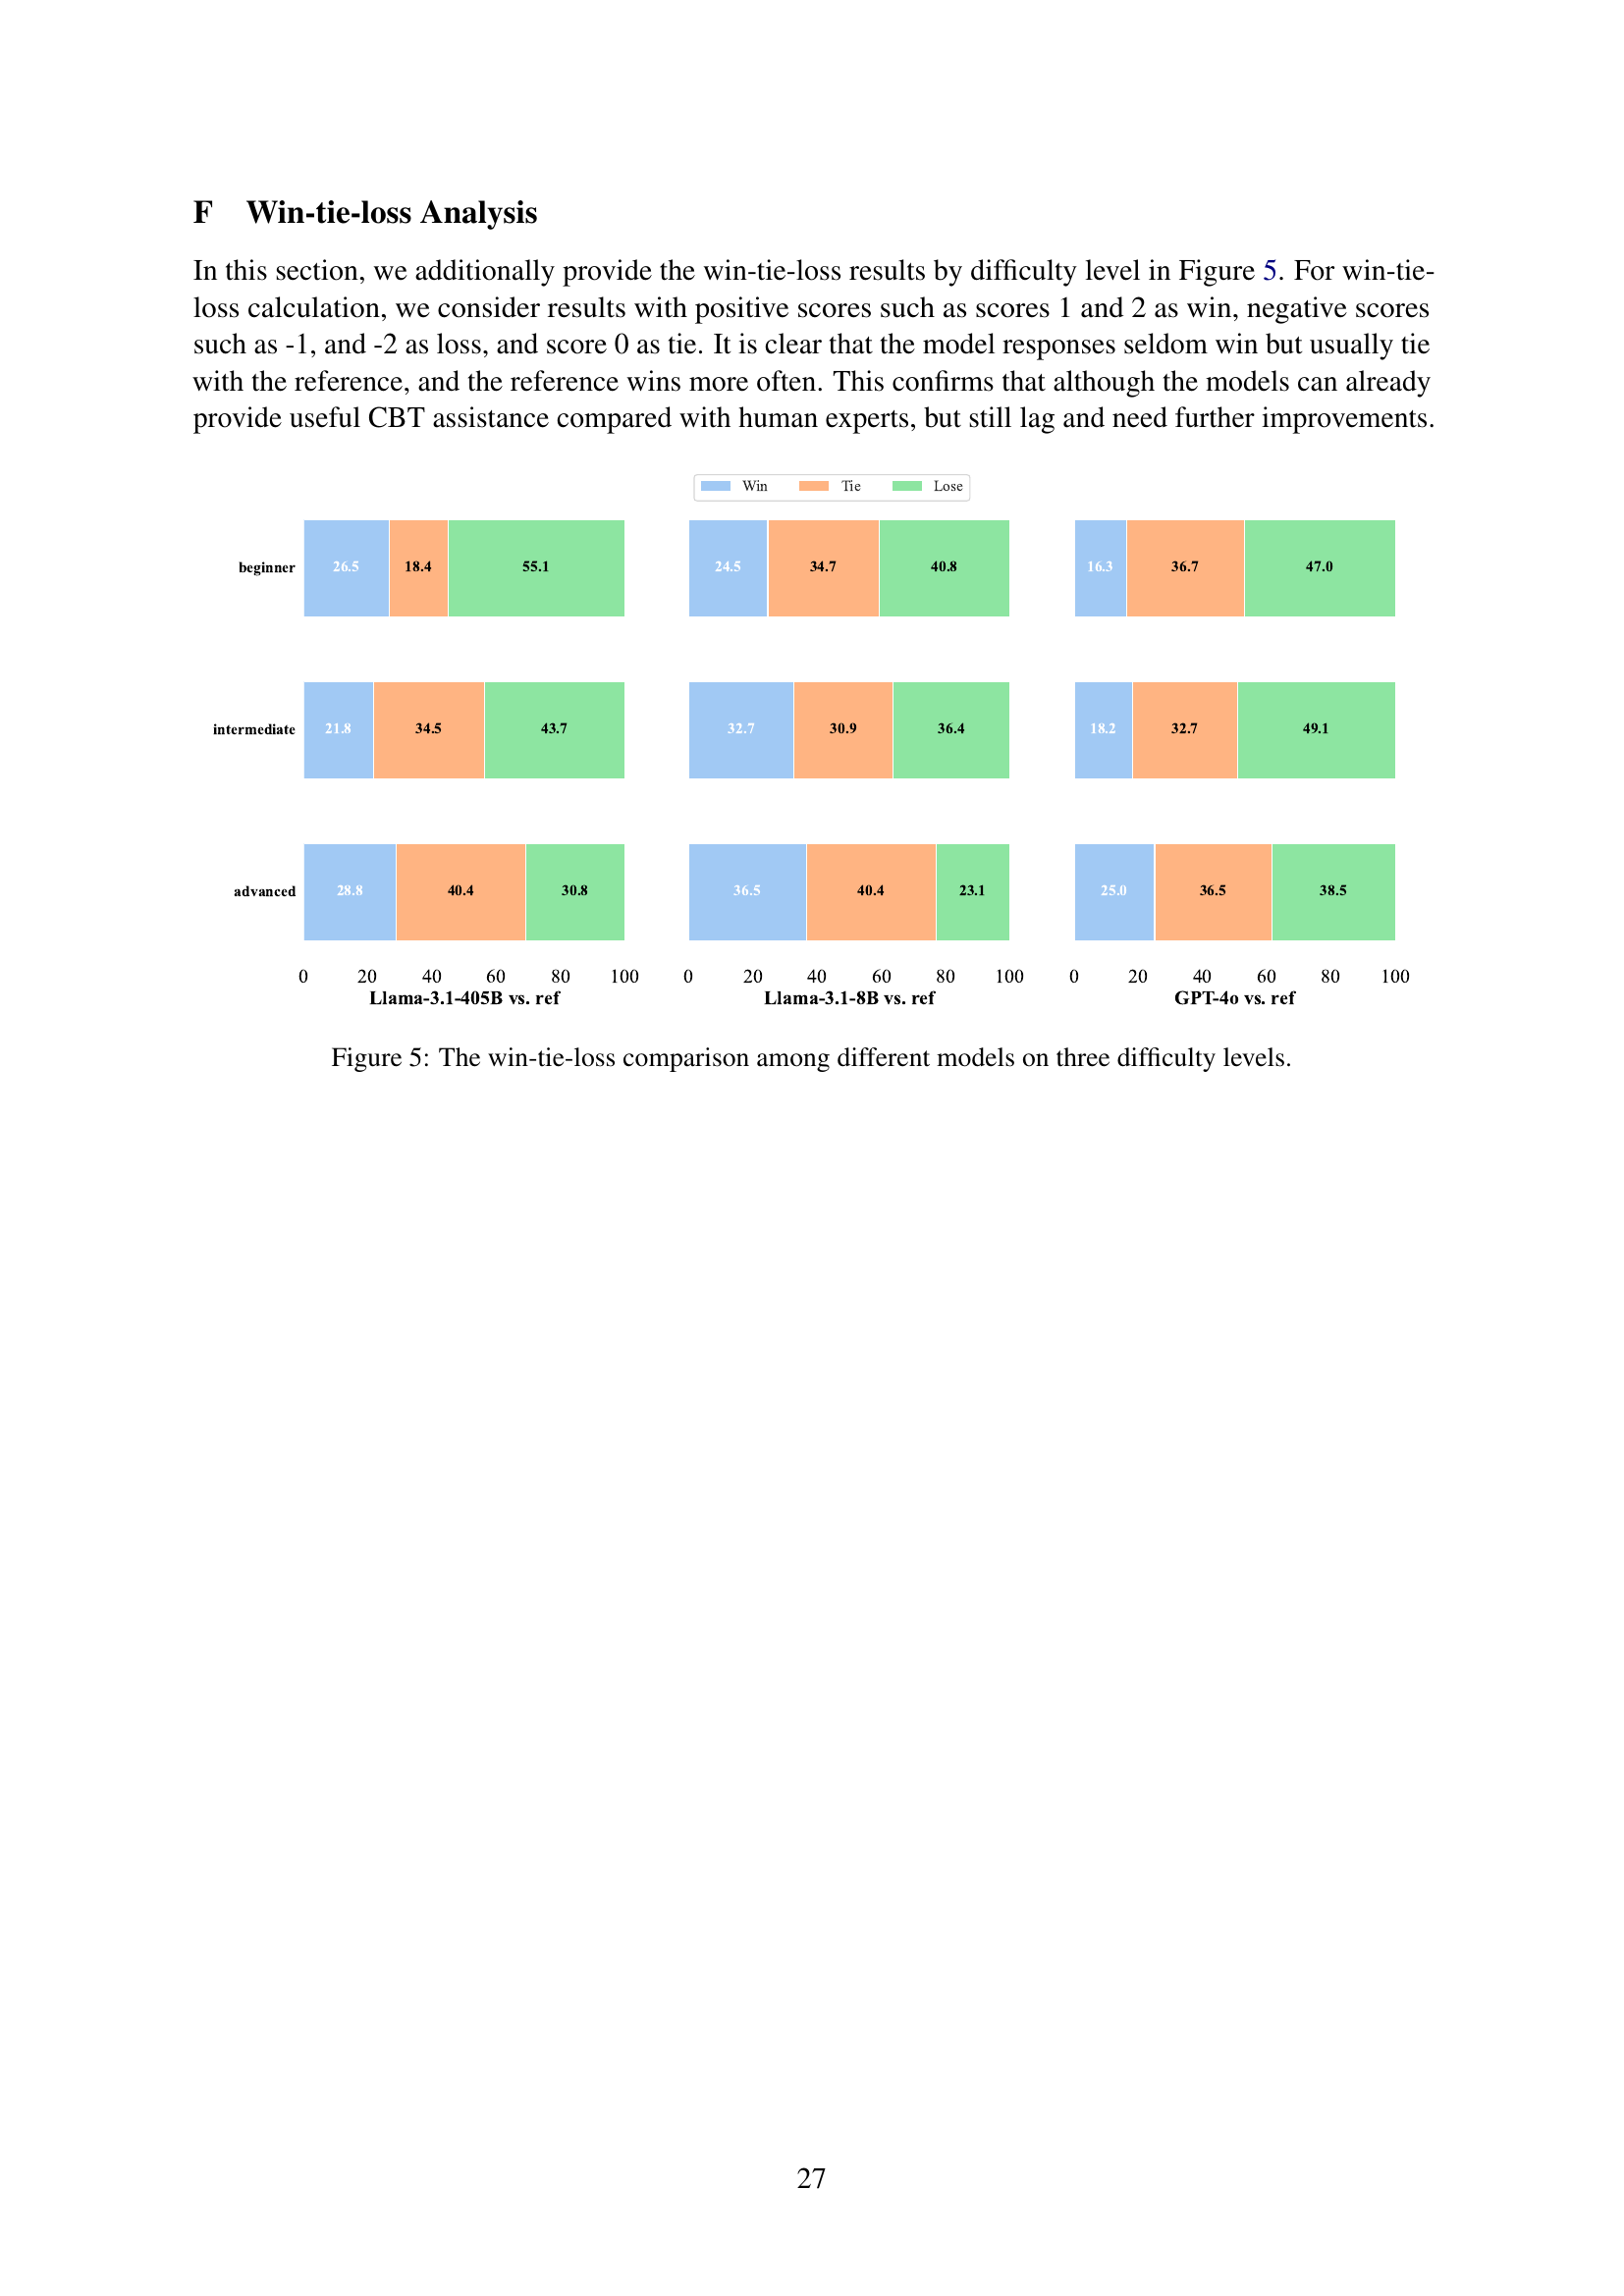 F Win-tie-loss Analysis
In this section, we additionally provide the win-tie-loss results by difficulty level in Figure 5. For win-tie-
loss calculation, we consider results with positive scores such as scores 1 and 2 as win, negative scores
such as -1, and -2 as loss, and score 0 as tie. It is clear that the model responses seldom win but usually tie
with the reference, and the reference wins more often. This confirms that although the models can already
provide useful CBT assistance compared with human experts, but still lag and need further improvements.
Win Tie Lose
beginner 26.5 18.4 55.1 24.5 34.7 40.8 16.3 36.7 47.0
intermediate 21.8 34.5 43.7 32.7 30.9 36.4 18.2 32.7 49.1
advanced 28.8 40.4 30.8 36.5 40.4 23.1 25.0 36.5 38.5
0 20 40 60 80 100 0 20 40 60 80 100 0 20 40 60 80 100
Llama-3.1-405B vs. ref Llama-3.1-8B vs. ref GPT-4o vs. ref
Figure 5: The win-tie-loss comparison among different models on three difficulty levels.
27